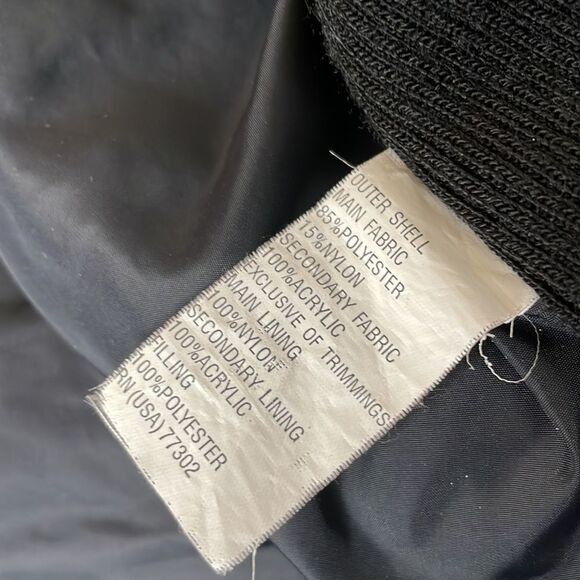 OUTER SHELL
MAIN FABRIC
85%POLYESTER
15%NYLON
SECONDARY FABRIC
100%ACRYLIC
EXCLUSIVE OF TRIMMINGS
MAIN LINING
100%NYLON
SECONDARY LINING
100%ACRYLIC
FILLING
100%POLYESTER
RN(USA)77302